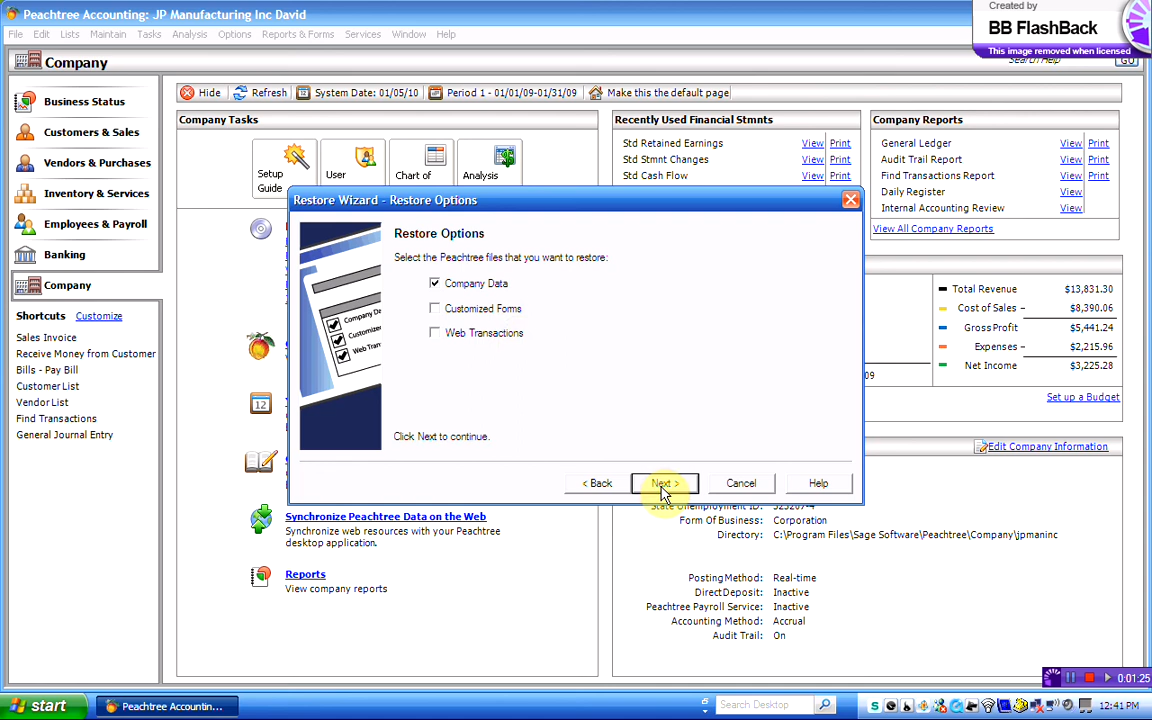 Peachtree Accounting: JP Manufacturing Inc David
Created by
BB FlashBack
This image removed when licensed
File Edit Lists Maintain Tasks Analysis Options Reports & Forms Services Window Help
Company
Search Help
GO
Business Status
Customers & Sales
Vendors & Purchases
Inventory & Services
Employees & Payroll
Banking
Company
Shortcuts Customize
Sales Invoice
Receive Money from Customer
Bills - Pay Bill
Customer List
Vendor List
Find Transactions
General Journal Entry
Hide Refresh System Date: 01/05/10 Period 1 - 01/01/09-01/31/09 Make this the default page
Company Tasks
Setup
Guide
User
Chart of
Analysis
Recently Used Financial Stmnts
Std Retained Earnings View Print
Std Stmnt Changes View Print
Std Cash Flow View Print
Company Reports
General Ledger View Print
Audit Trail Report View Print
Find Transactions Report View Print
Daily Register View
Internal Accounting Review View
View All Company Reports
Restore Wizard - Restore Options
Restore Options
Select the Peachtree files that you want to restore:
Company Data
Customized Forms
Web Transactions
Click Next to continue.
< Back Next > Cancel Help
Company Da
Customize
Web Tran
12
09
Total Revenue $13,831.30
Cost of Sales - $8,390.06
Gross Profit $5,441.24
Expenses - $2,215.96
Net Income $3,225.28
Set up a Budget
Edit Company Information
State Unemployment ID: 525207-4
Form Of Business: Corporation
Directory: C:\Program Files\Sage Software\Peachtree\Company\jpmaninc
Posting Method: Real-time
Direct Deposit: Inactive
Peachtree Payroll Service: Inactive
Accounting Method: Accrual
Audit Trail: On
Synchronize Peachtree Data on the Web
Synchronize web resources with your Peachtree
desktop application.
Reports
View company reports
0:01:25
start Peachtree Accountin... Search Desktop 12:41 PM